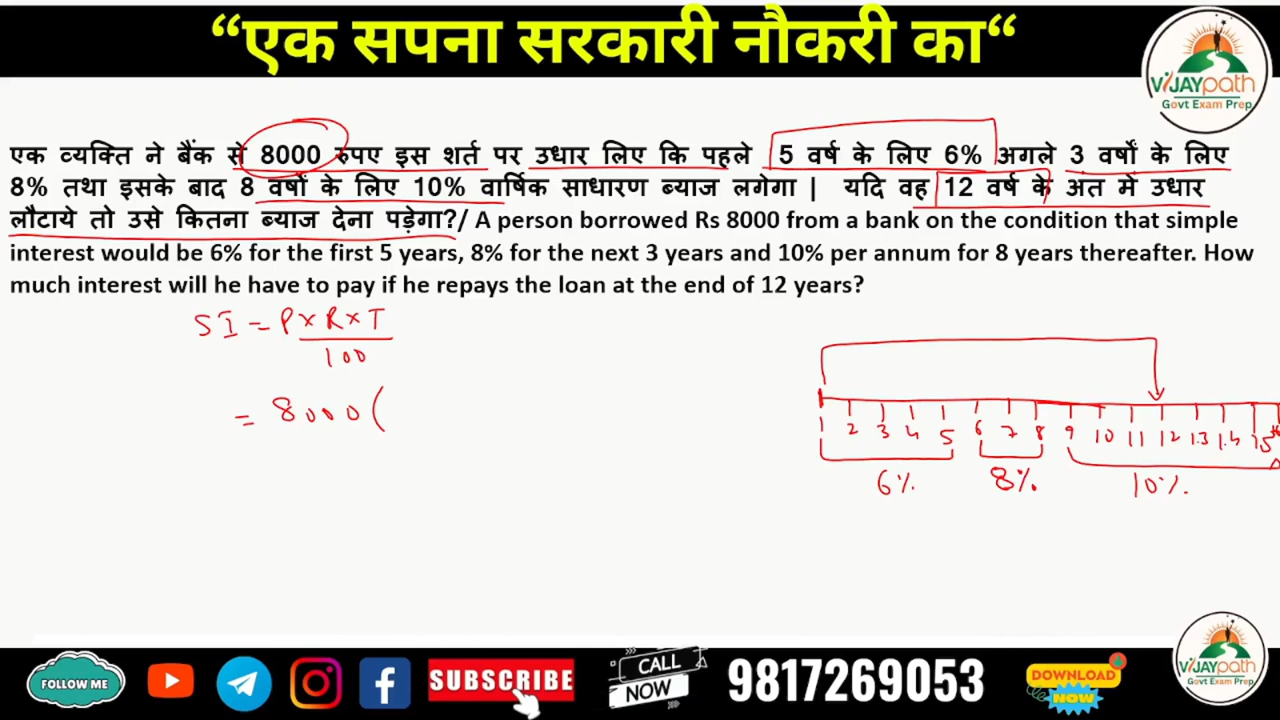 “एक सपना सरकारी नौकरी का“
VIJAYpath
Govt Exam Prep
एक व्यक्ति ने बैंक से 8000 रुपए इस शर्त पर उधार लिए कि पहले 5 वर्ष के लिए 6% अगले 3 वर्षों के लिए
8% तथा इसके बाद 8 वर्षों के लिए 10% वार्षिक साधारण ब्याज लगेगा | यदि वह 12 वर्ष के अंत में उधार
लौटाये तो उसे कितना ब्याज देना पड़ेगा?/ A person borrowed Rs 8000 from a bank on the condition that simple
interest would be 6% for the first 5 years, 8% for the next 3 years and 10% per annum for 8 years thereafter. How
much interest will he have to pay if he repays the loan at the end of 12 years?
SI = P × R × T
100
= 8000 (
2 3 4 5 6 7 8 9 10 11 12 13 14 15 16
6% 8% 10%
FOLLOW ME
SUBSCRIBE
CALL
NOW
9817269053
DOWNLOAD
NOW
VIJAYpath
Govt Exam Prep